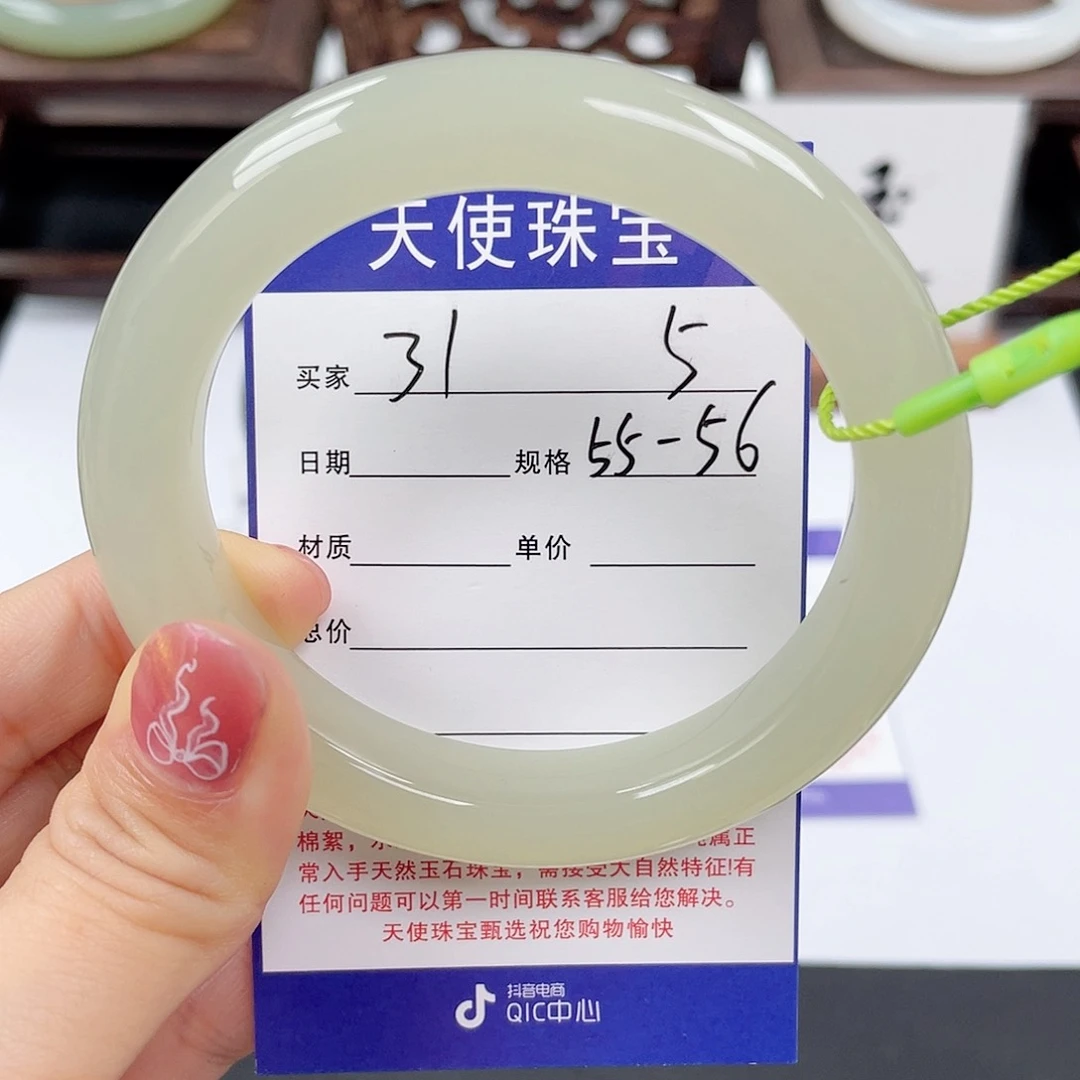 玉
天使珠宝
买家 31 5
日期 规格 55-56
材质 单价
总价
棉絮，
属正
常入手天然玉石珠宝，需接受大自然特征!有
任何问题可以第一时间联系客服给您解决。
天使珠宝甄选祝您购物愉快
抖音电商
QIC中心